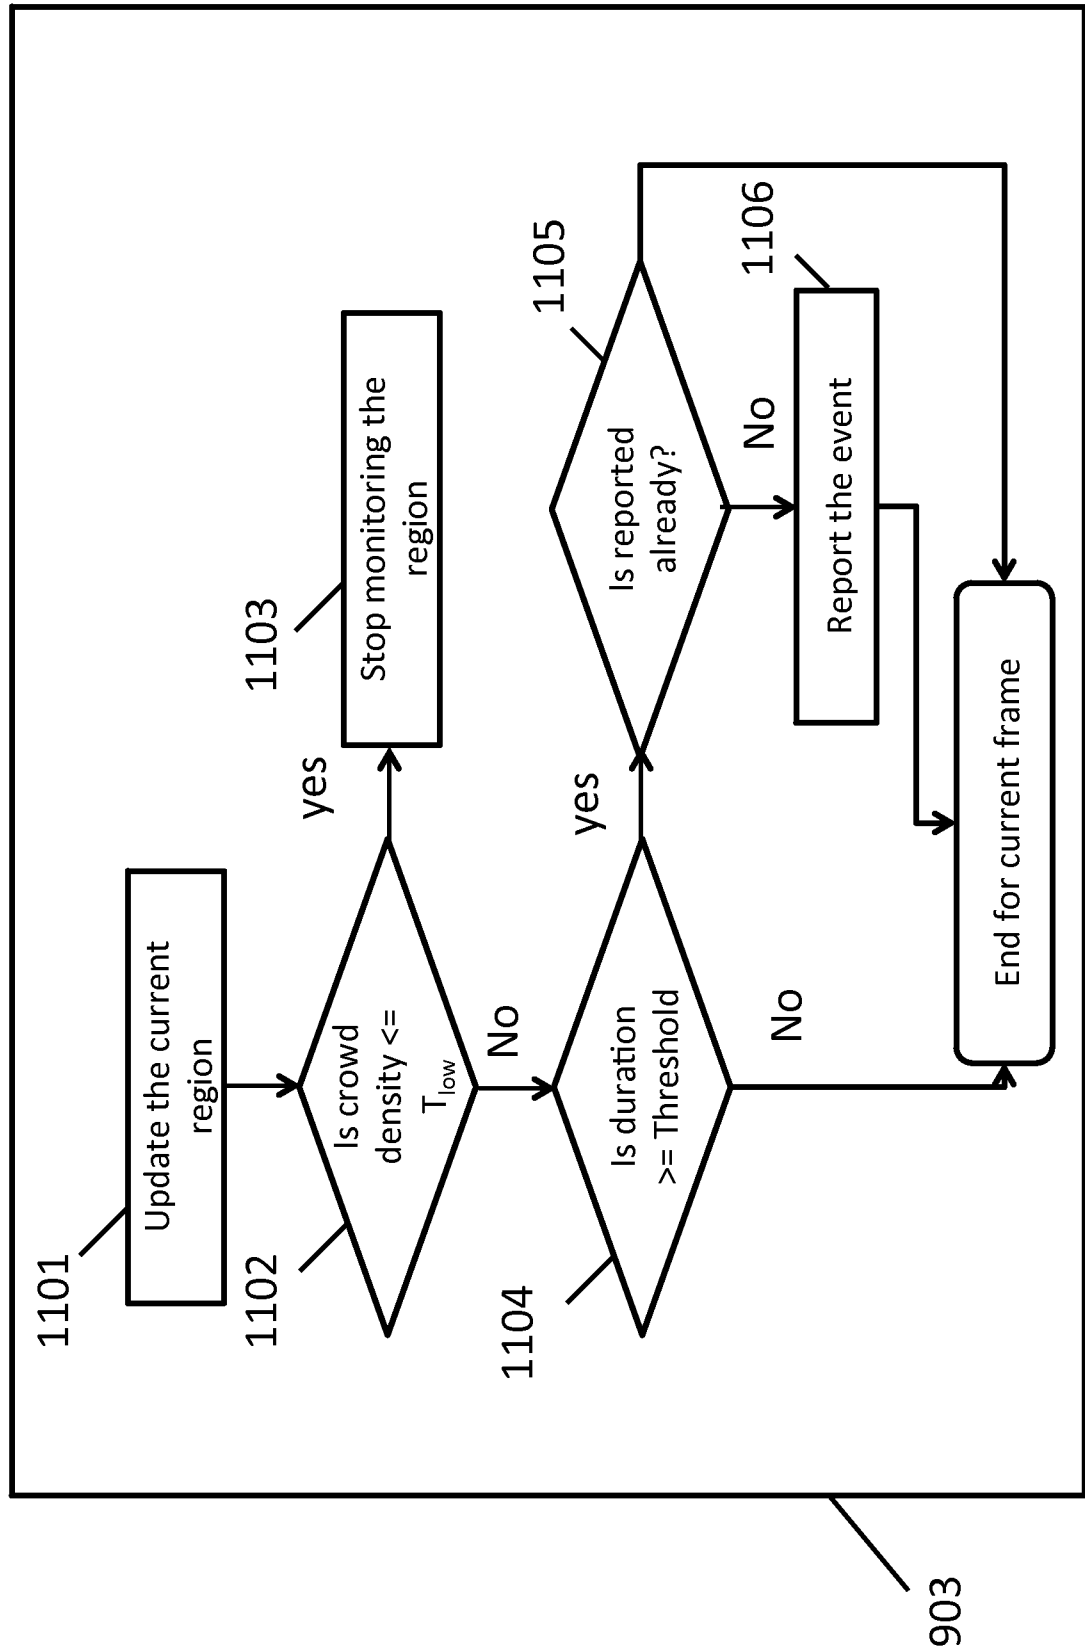 1101
Update the current
region
1102
Is crowd
density <=
T_low
yes
1103
Stop monitoring the
region
No
1104
Is duration
>= Threshold
yes
1105
Is reported
already?
No
1106
Report the event
No
End for current frame
903